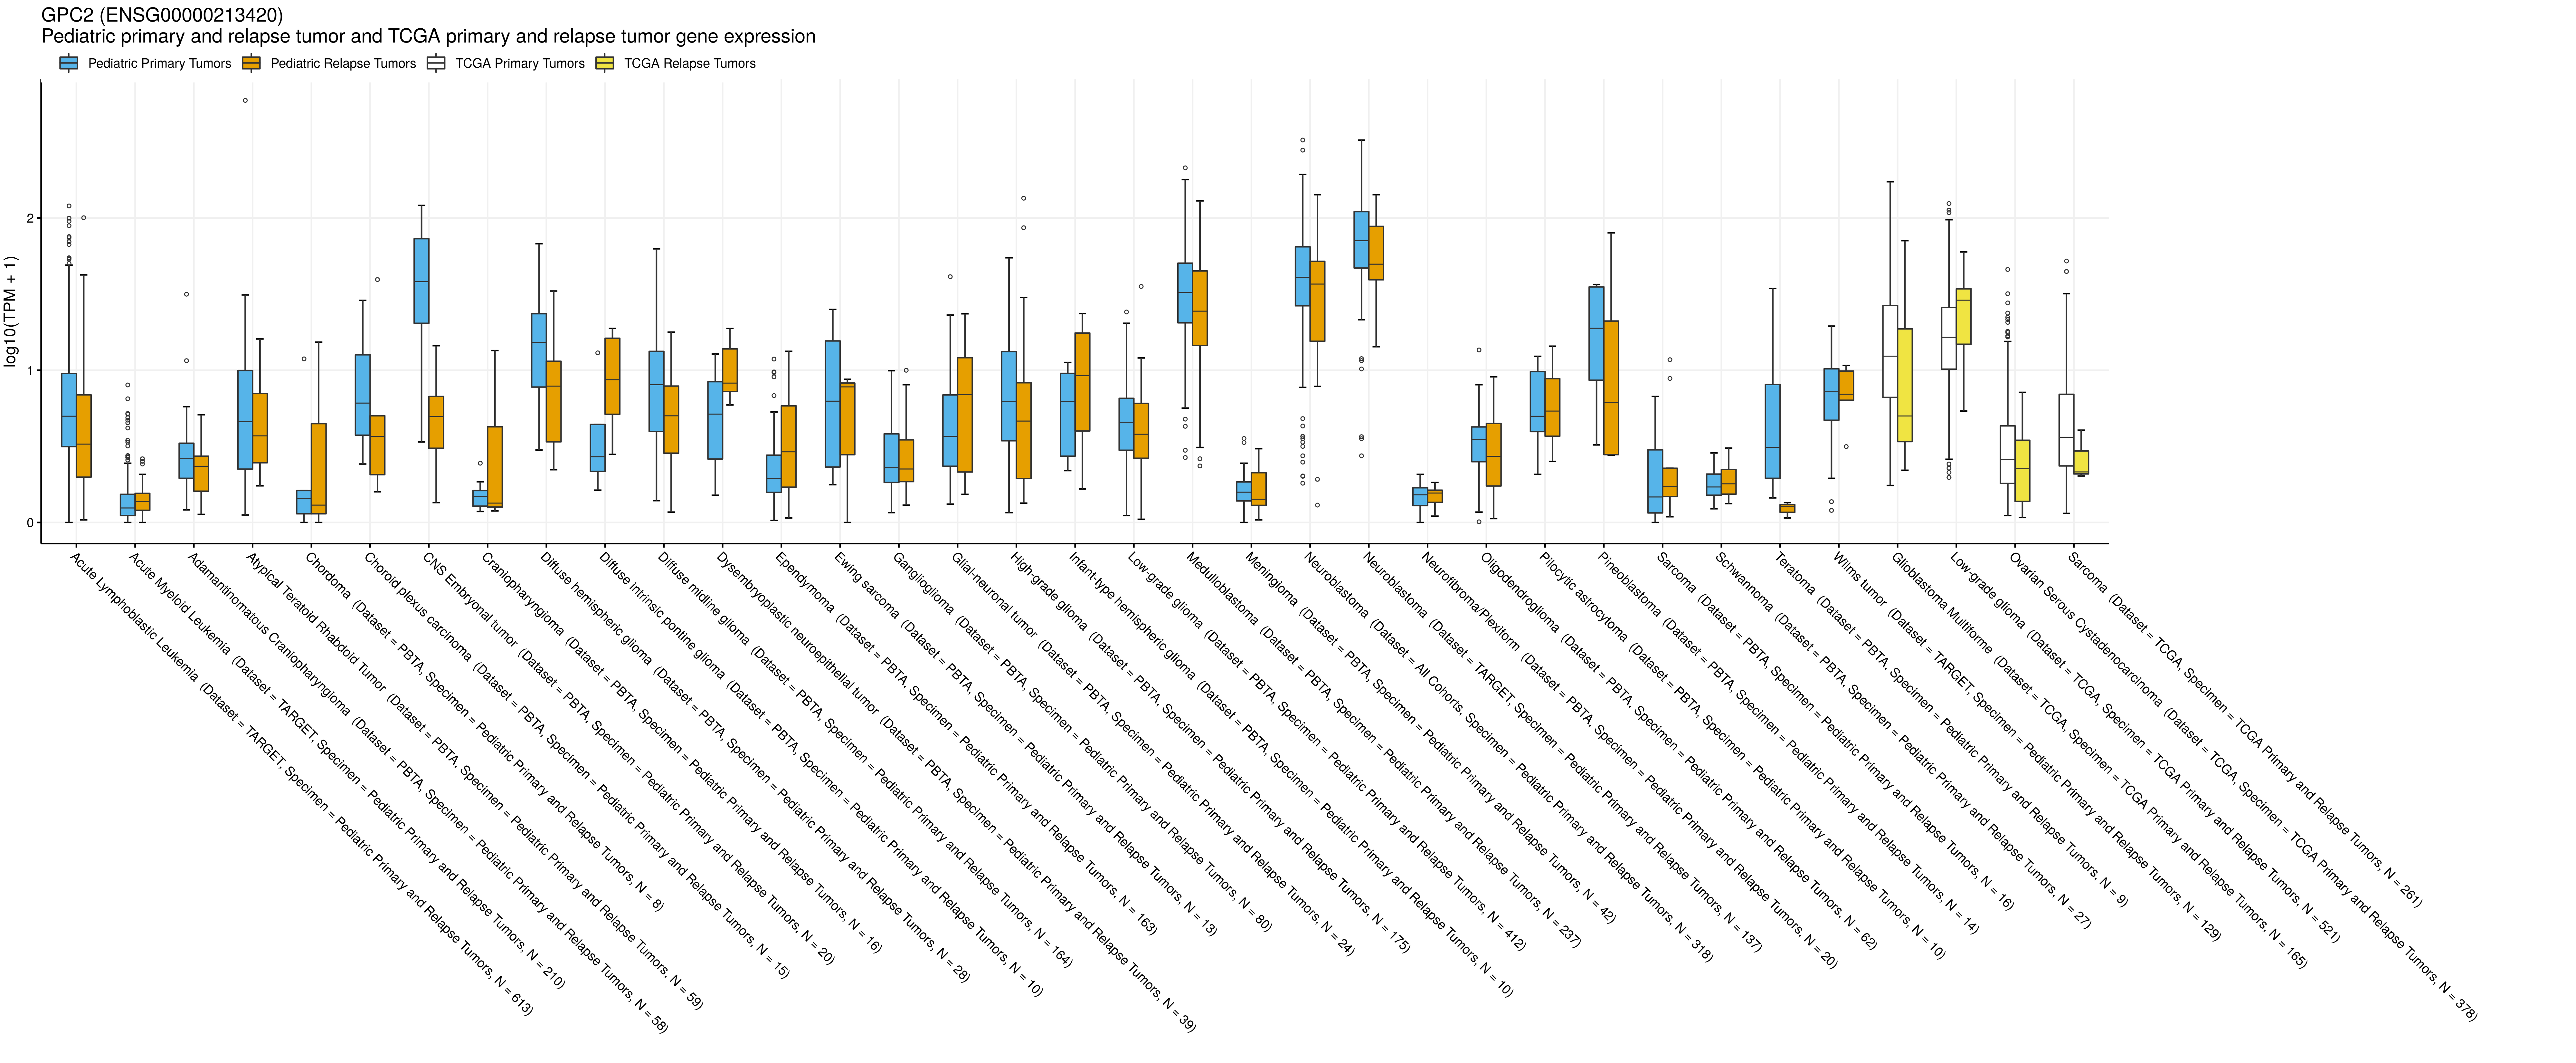 GPC2 (ENSG00000213420)
Pediatric primary and relapse tumor and TCGA primary and relapse tumor gene expression
Pediatric Primary Tumors
Pediatric Relapse Tumors
TCGA Primary Tumors
TCGA Relapse Tumors
log10(TPM + 1)
2
1
0
Acute Lymphoblastic Leukemia (Dataset = TARGET, Specimen = Pediatric Primary and Relapse Tumors, N = 613)
Acute Myeloid Leukemia (Dataset = TARGET, Specimen = Pediatric Primary and Relapse Tumors, N = 210)
Adamantinomatous Craniopharyngioma (Dataset = PBTA, Specimen = Pediatric Primary and Relapse Tumors, N = 58)
Atypical Teratoid Rhabdoid Tumor (Dataset = PBTA, Specimen = Pediatric Primary and Relapse Tumors, N = 59)
Chordoma (Dataset = PBTA, Specimen = Pediatric Primary and Relapse Tumors, N = 8)
Choroid plexus carcinoma (Dataset = PBTA, Specimen = Pediatric Primary and Relapse Tumors, N = 15)
CNS Embryonal tumor (Dataset = PBTA, Specimen = Pediatric Primary and Relapse Tumors, N = 20)
Craniopharyngioma (Dataset = PBTA, Specimen = Pediatric Primary and Relapse Tumors, N = 16)
Diffuse hemispheric glioma (Dataset = PBTA, Specimen = Pediatric Primary and Relapse Tumors, N = 28)
Diffuse intrinsic pontine glioma (Dataset = PBTA, Specimen = Pediatric Primary and Relapse Tumors, N = 10)
Diffuse midline glioma (Dataset = PBTA, Specimen = Pediatric Primary and Relapse Tumors, N = 164)
Dysembryoplastic neuroepithelial tumor (Dataset = PBTA, Specimen = Pediatric Primary and Relapse Tumors, N = 39)
Ependymoma (Dataset = PBTA, Specimen = Pediatric Primary and Relapse Tumors, N = 163)
Ewing sarcoma (Dataset = PBTA, Specimen = Pediatric Primary and Relapse Tumors, N = 13)
Ganglioglioma (Dataset = PBTA, Specimen = Pediatric Primary and Relapse Tumors, N = 80)
Glial-neuronal tumor (Dataset = PBTA, Specimen = Pediatric Primary and Relapse Tumors, N = 24)
High-grade glioma (Dataset = PBTA, Specimen = Pediatric Primary and Relapse Tumors, N = 175)
Infant-type hemispheric glioma (Dataset = PBTA, Specimen = Pediatric Primary and Relapse Tumors, N = 10)
Low-grade glioma (Dataset = PBTA, Specimen = Pediatric Primary and Relapse Tumors, N = 412)
Medulloblastoma (Dataset = PBTA, Specimen = Pediatric Primary and Relapse Tumors, N = 237)
Meningioma (Dataset = PBTA, Specimen = Pediatric Primary and Relapse Tumors, N = 42)
Neuroblastoma (Dataset = All Cohorts, Specimen = Pediatric Primary and Relapse Tumors, N = 318)
Neuroblastoma (Dataset = TARGET, Specimen = Pediatric Primary and Relapse Tumors, N = 137)
Neurofibroma/Plexiform (Dataset = PBTA, Specimen = Pediatric Primary and Relapse Tumors, N = 20)
Oligodendroglioma (Dataset = PBTA, Specimen = Pediatric Primary and Relapse Tumors, N = 62)
Pilocytic astrocytoma (Dataset = PBTA, Specimen = Pediatric Primary and Relapse Tumors, N = 10)
Pineoblastoma (Dataset = PBTA, Specimen = Pediatric Primary and Relapse Tumors, N = 14)
Sarcoma (Dataset = PBTA, Specimen = Pediatric Primary and Relapse Tumors, N = 16)
Schwannoma (Dataset = PBTA, Specimen = Pediatric Primary and Relapse Tumors, N = 27)
Teratoma (Dataset = PBTA, Specimen = Pediatric Primary and Relapse Tumors, N = 9)
Wilms tumor (Dataset = TARGET, Specimen = Pediatric Primary and Relapse Tumors, N = 129)
Glioblastoma Multiforme (Dataset = TCGA, Specimen = TCGA Primary and Relapse Tumors, N = 165)
Low-grade glioma (Dataset = TCGA, Specimen = TCGA Primary and Relapse Tumors, N = 521)
Ovarian Serous Cystadenocarcinoma (Dataset = TCGA, Specimen = TCGA Primary and Relapse Tumors, N = 378)
Sarcoma (Dataset = TCGA, Specimen = TCGA Primary and Relapse Tumors, N = 261)